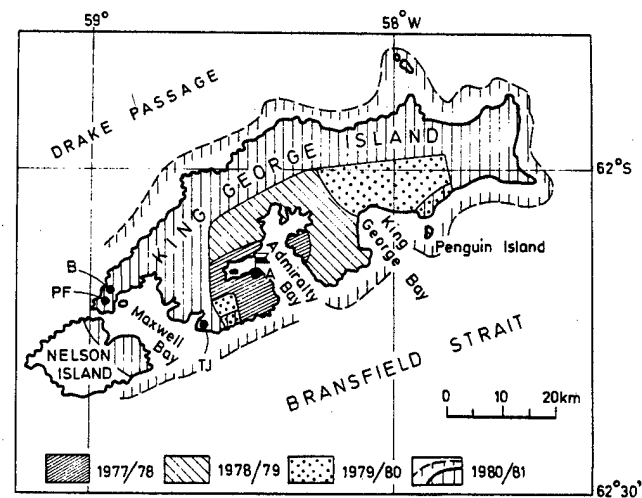 59°
58° W
DRAKE PASSAGE
KING GEORGE ISLAND
62° S
King George Bay
Penguin Island
Admiralty Bay
A
B
PF
Maxwell Bay
TJ
NELSON ISLAND
BRANSFIELD STRAIT
0 10 20km
1977/78 1978/79 1979/80 1980/81
62° 30'